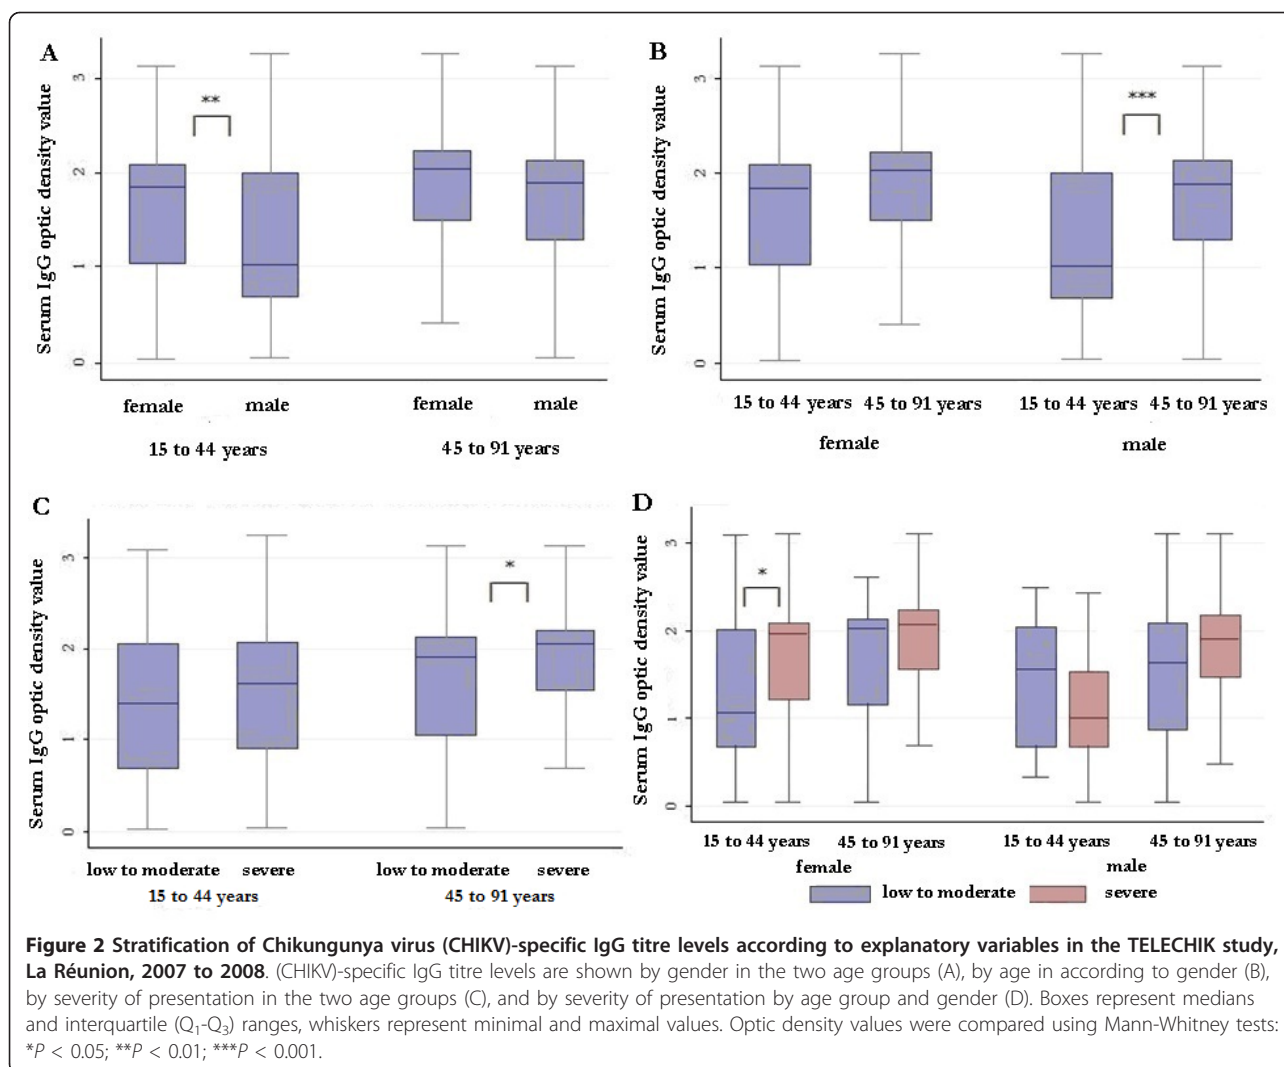 A
Serum IgG optic density value
3
2
1
0
**
female male female male
15 to 44 years 45 to 91 years
B
Serum IgG optic density value
3
2
1
0
***
15 to 44 years 45 to 91 years 15 to 44 years 45 to 91 years
female male
C
Serum IgG optic density value
3
2
1
0
*
low to moderate severe low to moderate severe
15 to 44 years 45 to 91 years
D
Serum IgG optic density value
3
2
1
0
*
15 to 44 years 45 to 91 years 15 to 44 years 45 to 91 years
female male
low to moderate severe
Figure 2 Stratification of Chikungunya virus (CHIKV)-specific IgG titre levels according to explanatory variables in the TELECHIK study,
La Réunion, 2007 to 2008. (CHIKV)-specific IgG titre levels are shown by gender in the two age groups (A), by age in according to gender (B),
by severity of presentation in the two age groups (C), and by severity of presentation by age group and gender (D). Boxes represent medians
and interquartile (Q₁-Q₃) ranges, whiskers represent minimal and maximal values. Optic density values were compared using Mann-Whitney tests:
*P < 0.05; **P < 0.01; ***P < 0.001.